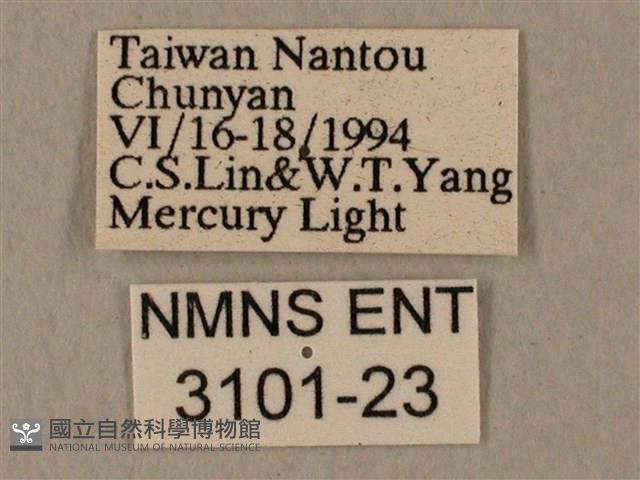 Taiwan Nantou
Chunyan
VI/16-18/1994
C.S.Lin&W.T.Yang
Mercury Light
NMNS ENT
3101-23
國立自然科學博物館
NATIONAL MUSEUM OF NATURAL SCIENCE